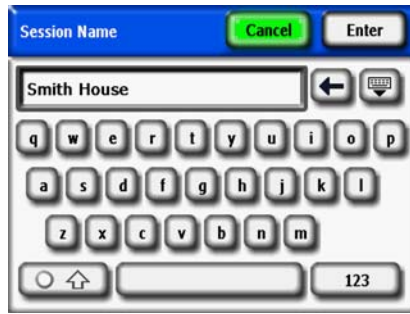 Session Name Cancel Enter
Smith House
q w e r t y u i o p
a s d f g h j k l
z x c v b n m
123